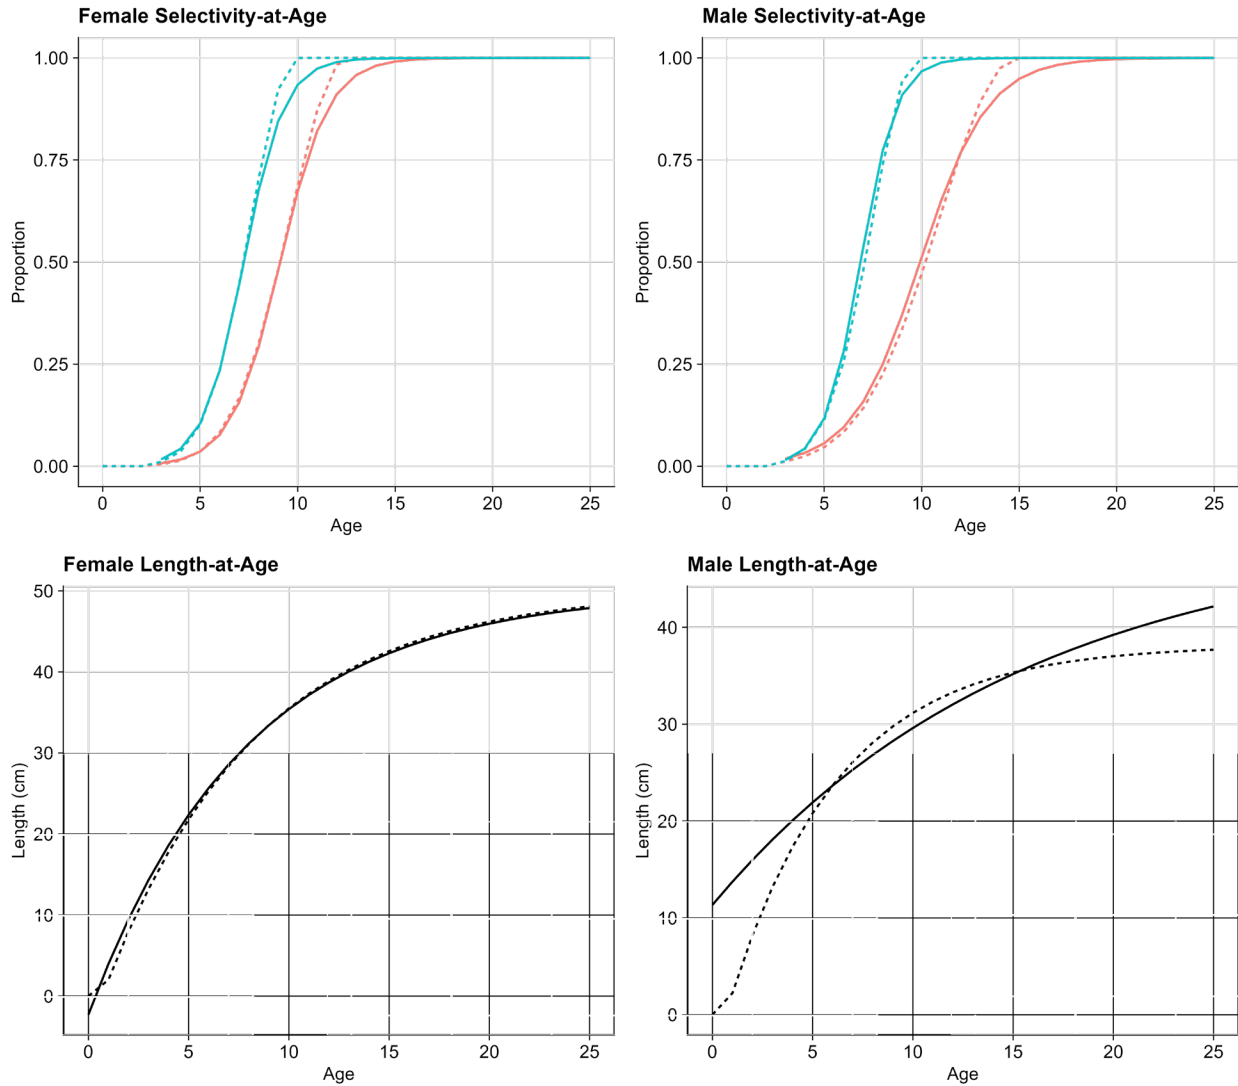 Female Selectivity-at-Age
Male Selectivity-at-Age
1.00
0.75
0.50
0.25
0.00
Proportion
0 5 10 15 20 25
Age
1.00
0.75
0.50
0.25
0.00
Proportion
0 5 10 15 20 25
Age
Female Length-at-Age
Male Length-at-Age
50
40
30
20
10
0
Length (cm)
0 5 10 15 20 25
Age
40
30
20
10
0
Length (cm)
0 5 10 15 20 25
Age